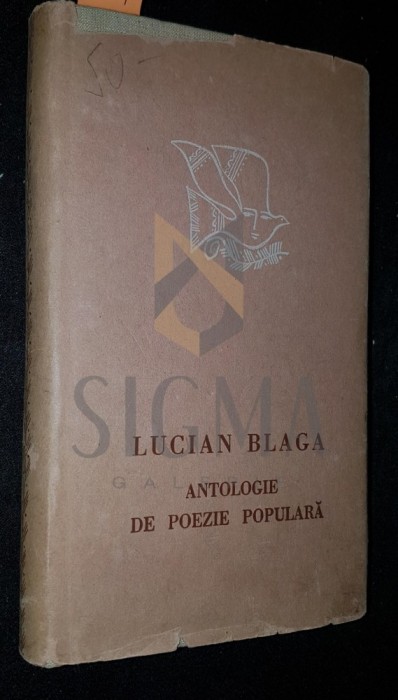 50-
SIGMA
LUCIAN BLAGA
GAL
ANTOLOGIE
DE POEZIE POPULARĂ